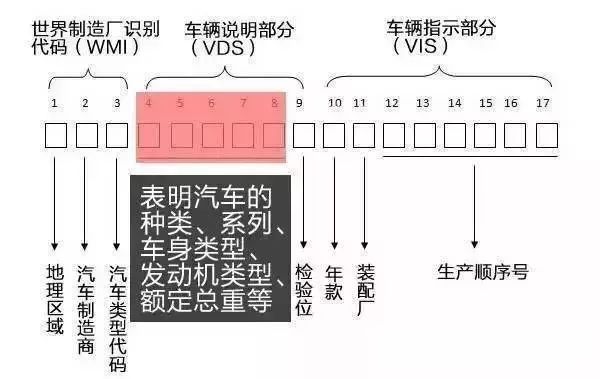 世界制造厂识别
代码（WMI）
车辆说明部分
（VDS）
车辆指示部分
（VIS）
1 2 3 4 5 6 7 8 9 10 11 12 13 14 15 16 17
表明汽车的
种类、系列、
车身类型、
发动机类型、
额定总重等
地理区域
汽车制造商
汽车类型代码
检验位
年款
装配厂
生产顺序号